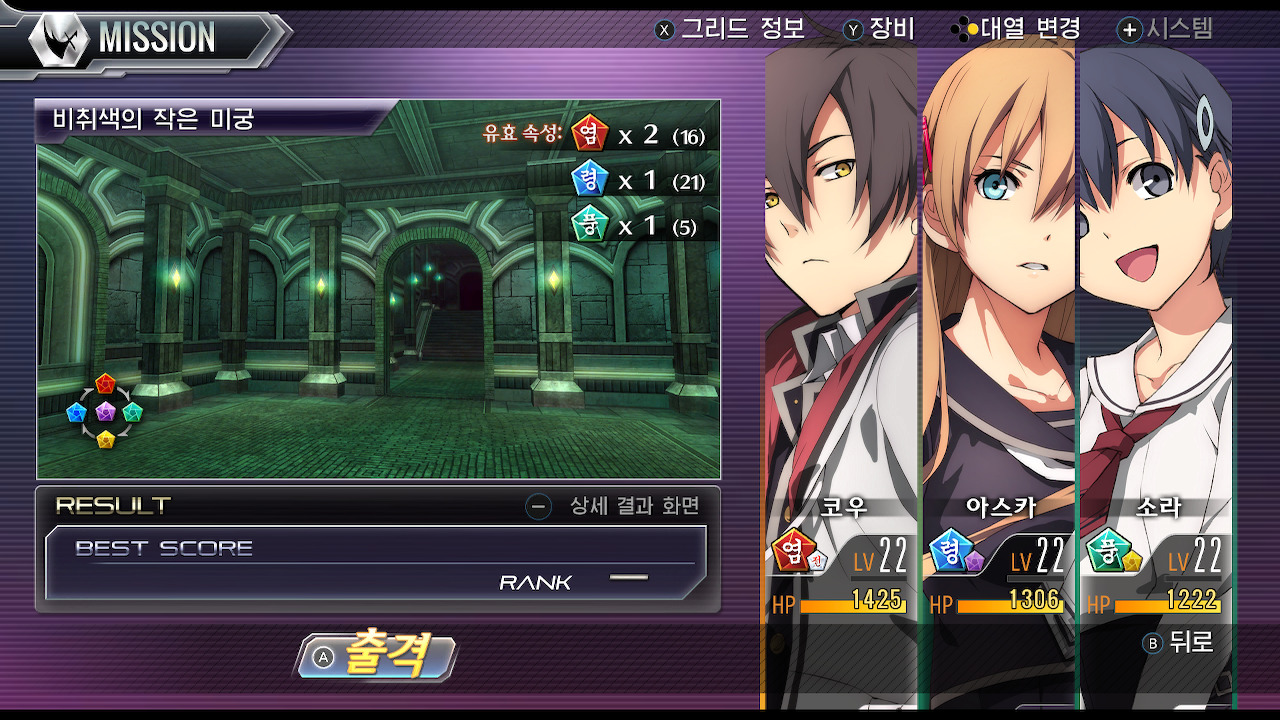 MISSION
X 그리드 정보 Y 장비 대열 변경 + 시스템
비취색의 작은 미궁
유효 속성: 염 x 2 (16)
령 x 1 (21)
풍 x 1 (5)
RESULT − 상세 결과 화면
BEST SCORE
RANK —
A 출격
코우 아스카 소라
염 전 LV 22 령 LV 22 풍 LV 22
HP 1425 HP 1306 HP 1222
B 뒤로